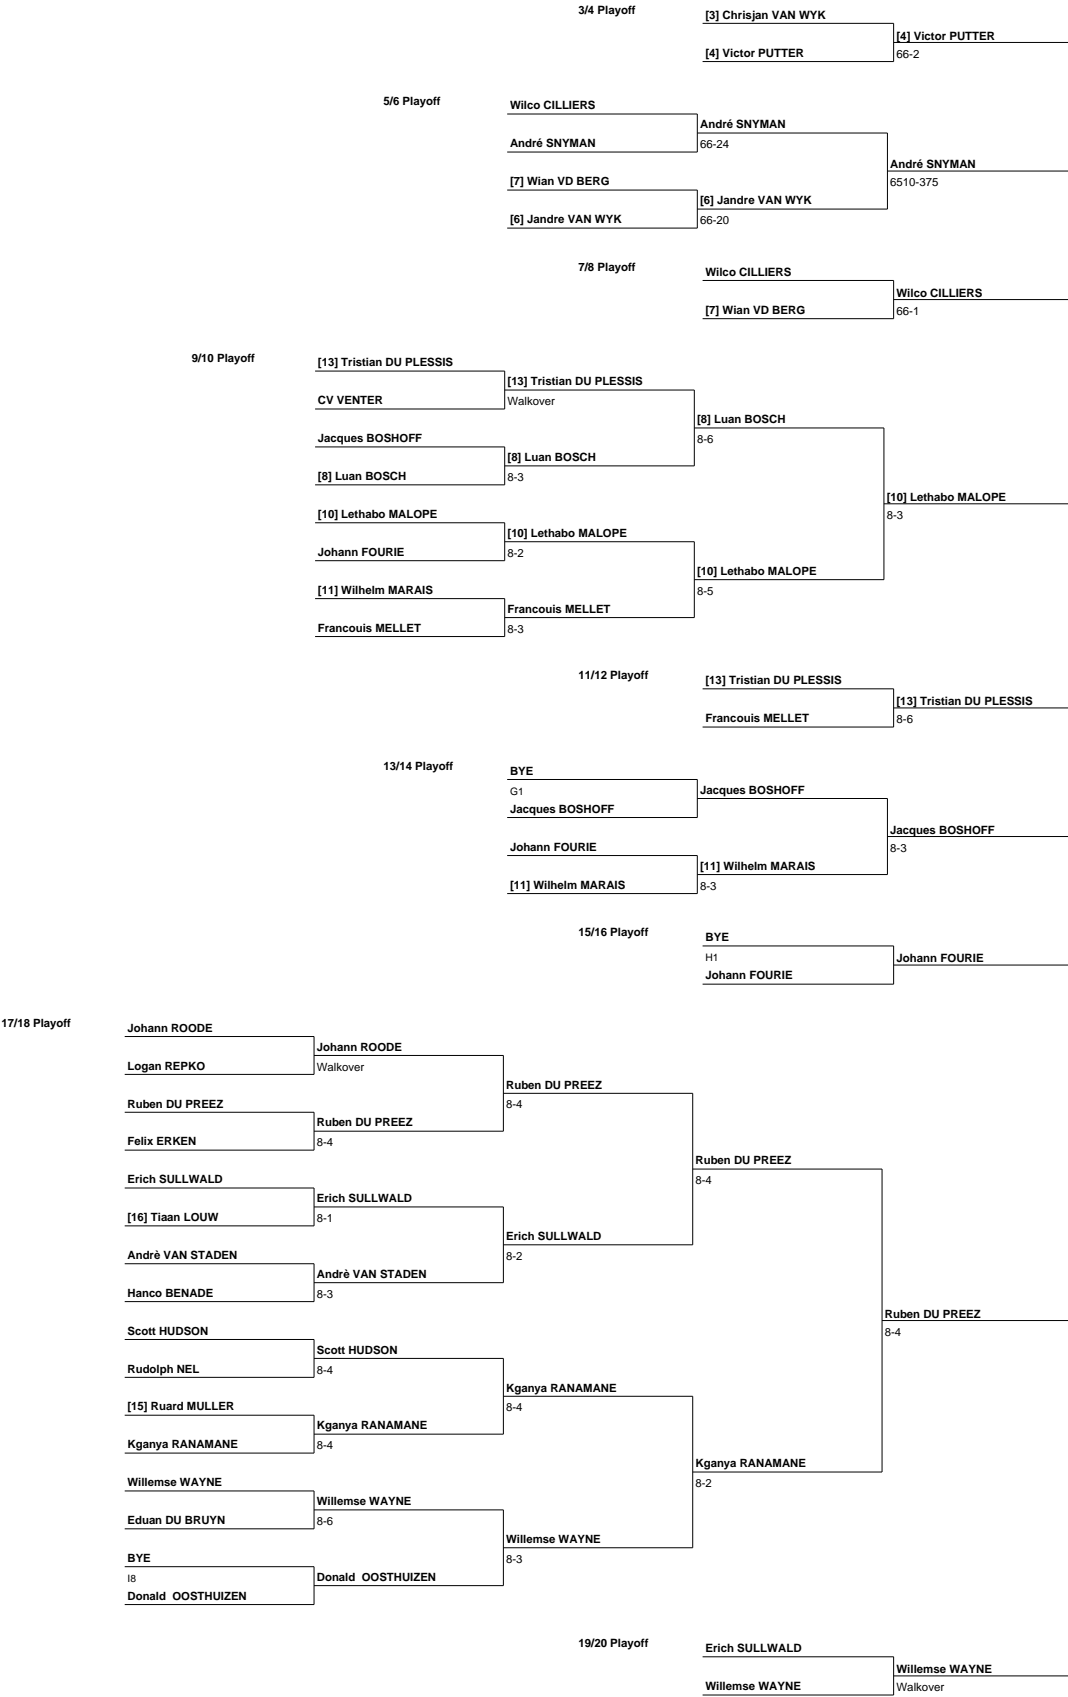 3/4 Playoff
[3] Chrisjan VAN WYK
[4] Victor PUTTER
[4] Victor PUTTER
66-2
5/6 Playoff
Wilco CILLIERS
André SNYMAN
André SNYMAN
66-24
André SNYMAN
6510-375
[7] Wian VD BERG
[6] Jandre VAN WYK
[6] Jandre VAN WYK
66-20
7/8 Playoff
Wilco CILLIERS
Wilco CILLIERS
[7] Wian VD BERG
66-1
9/10 Playoff
[13] Tristian DU PLESSIS
[13] Tristian DU PLESSIS
CV VENTER
Walkover
[8] Luan BOSCH
8-6
Jacques BOSHOFF
[8] Luan BOSCH
[8] Luan BOSCH
8-3
[10] Lethabo MALOPE
8-3
[10] Lethabo MALOPE
[10] Lethabo MALOPE
Johann FOURIE
8-2
[10] Lethabo MALOPE
8-5
[11] Wilhelm MARAIS
Francouis MELLET
Francouis MELLET
8-3
11/12 Playoff
[13] Tristian DU PLESSIS
[13] Tristian DU PLESSIS
Francouis MELLET
8-6
13/14 Playoff
BYE
G1
Jacques BOSHOFF
Jacques BOSHOFF
Jacques BOSHOFF
8-3
Johann FOURIE
[11] Wilhelm MARAIS
[11] Wilhelm MARAIS
8-3
15/16 Playoff
BYE
H1
Johann FOURIE
Johann FOURIE
17/18 Playoff
Johann ROODE
Johann ROODE
Logan REPKO
Walkover
Ruben DU PREEZ
8-4
Ruben DU PREEZ
Ruben DU PREEZ
Felix ERKEN
8-4
Ruben DU PREEZ
8-4
Erich SULLWALD
Erich SULLWALD
[16] Tiaan LOUW
8-1
Erich SULLWALD
8-2
Andrè VAN STADEN
Andrè VAN STADEN
Hanco BENADE
8-3
Ruben DU PREEZ
8-4
Scott HUDSON
Scott HUDSON
Rudolph NEL
8-4
Kganya RANAMANE
8-4
[15] Ruard MULLER
Kganya RANAMANE
Kganya RANAMANE
8-4
Kganya RANAMANE
8-2
Willemse WAYNE
Willemse WAYNE
Eduan DU BRUYN
8-6
Willemse WAYNE
8-3
BYE
I8
Donald OOSTHUIZEN
Donald OOSTHUIZEN
19/20 Playoff
Erich SULLWALD
Willemse WAYNE
Willemse WAYNE
Walkover